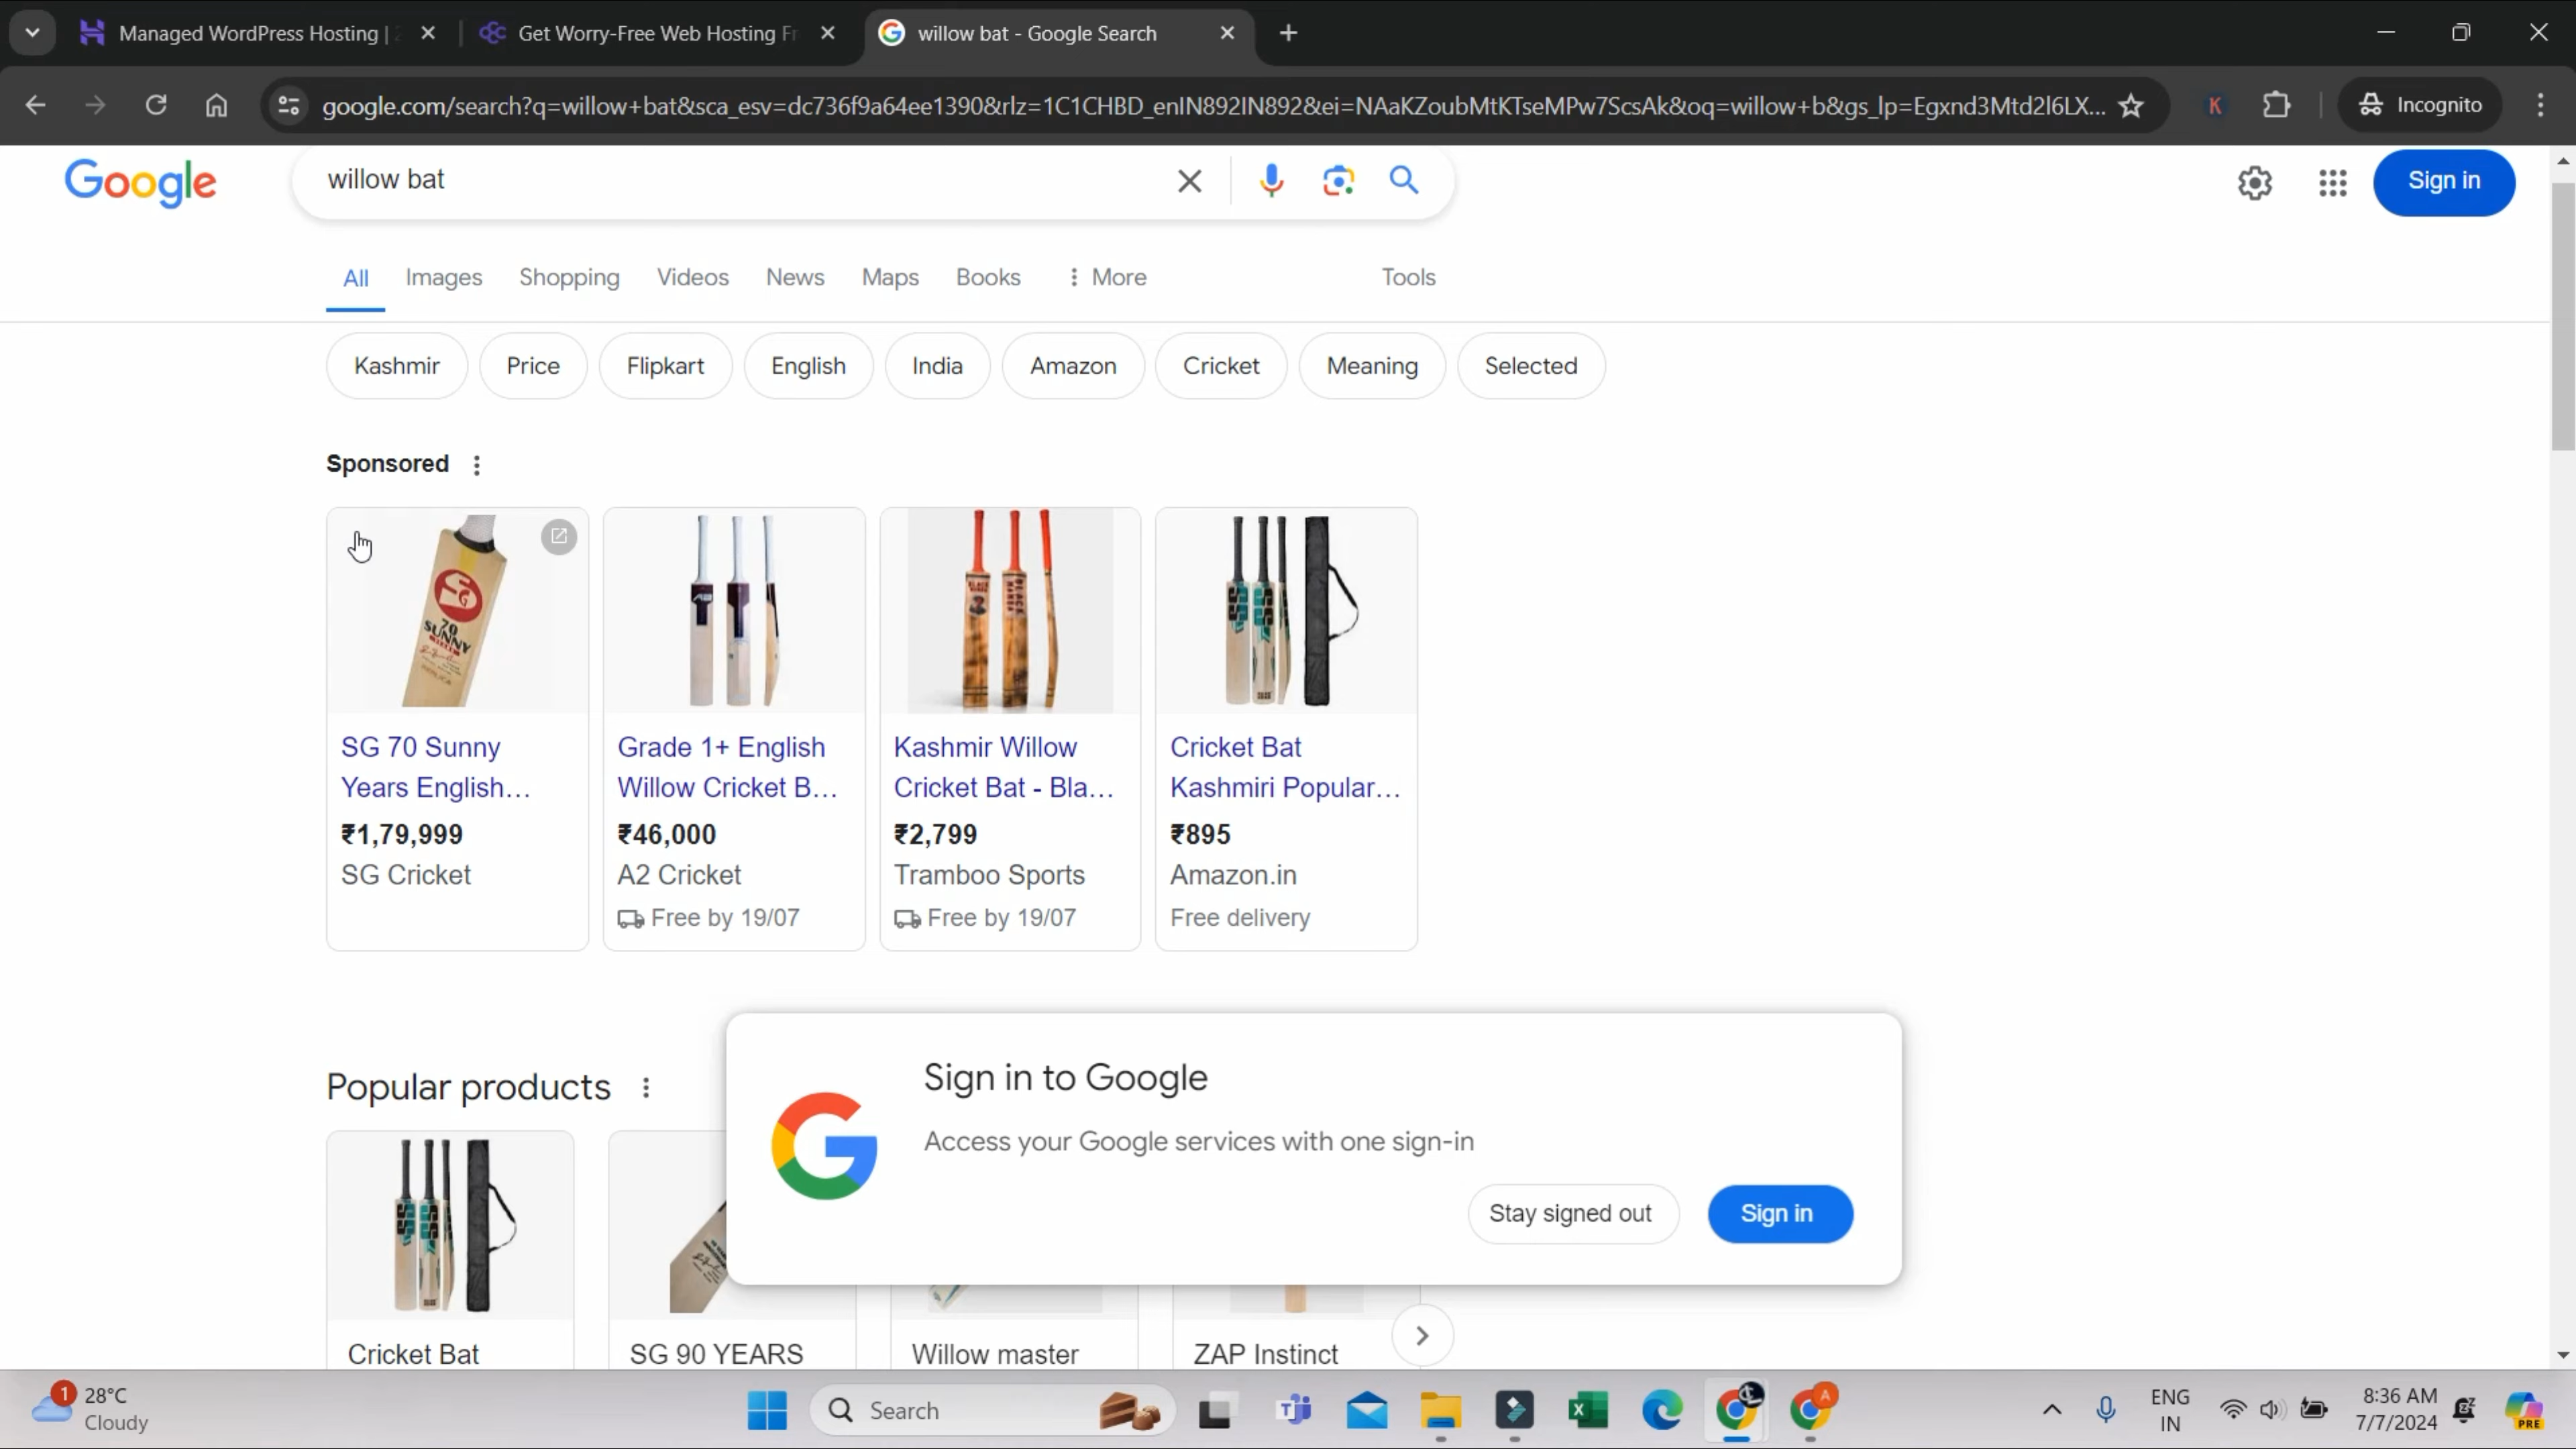 Managed WordPress Hosting |
Get Worry-Free Web Hosting Fr
willow bat - Google Search
google.com/search?q=willow+bat&sca_esv=dc736f9a64ee1390&rlz=1C1CHBD_enIN892IN892&ei=NAaKZoubMtKTseMPw7ScsAk&oq=willow+b&gs_lp=Egxnd3Mtd2l6LX...
K
Incognito
Google
willow bat
Sign in
All
Images
Shopping
Videos
News
Maps
Books
More
Tools
Kashmir
Price
Flipkart
English
India
Amazon
Cricket
Meaning
Selected
Sponsored
SG
70
SUNNY
SS SS
SG 70 Sunny
Years English...
₹1,79,999
SG Cricket
Grade 1+ English
Willow Cricket B...
₹46,000
A2 Cricket
Free by 19/07
Kashmir Willow
Cricket Bat - Bla...
₹2,799
Tramboo Sports
Free by 19/07
Cricket Bat
Kashmiri Popular...
₹895
Amazon.in
Free delivery
Popular products
Sign in to Google
Access your Google services with one sign-in
Stay signed out
Sign in
Cricket Bat
SG 90 YEARS
Willow master
ZAP Instinct
1
28°C
Cloudy
Search
A
ENG
IN
8:36 AM
7/7/2024
PRE